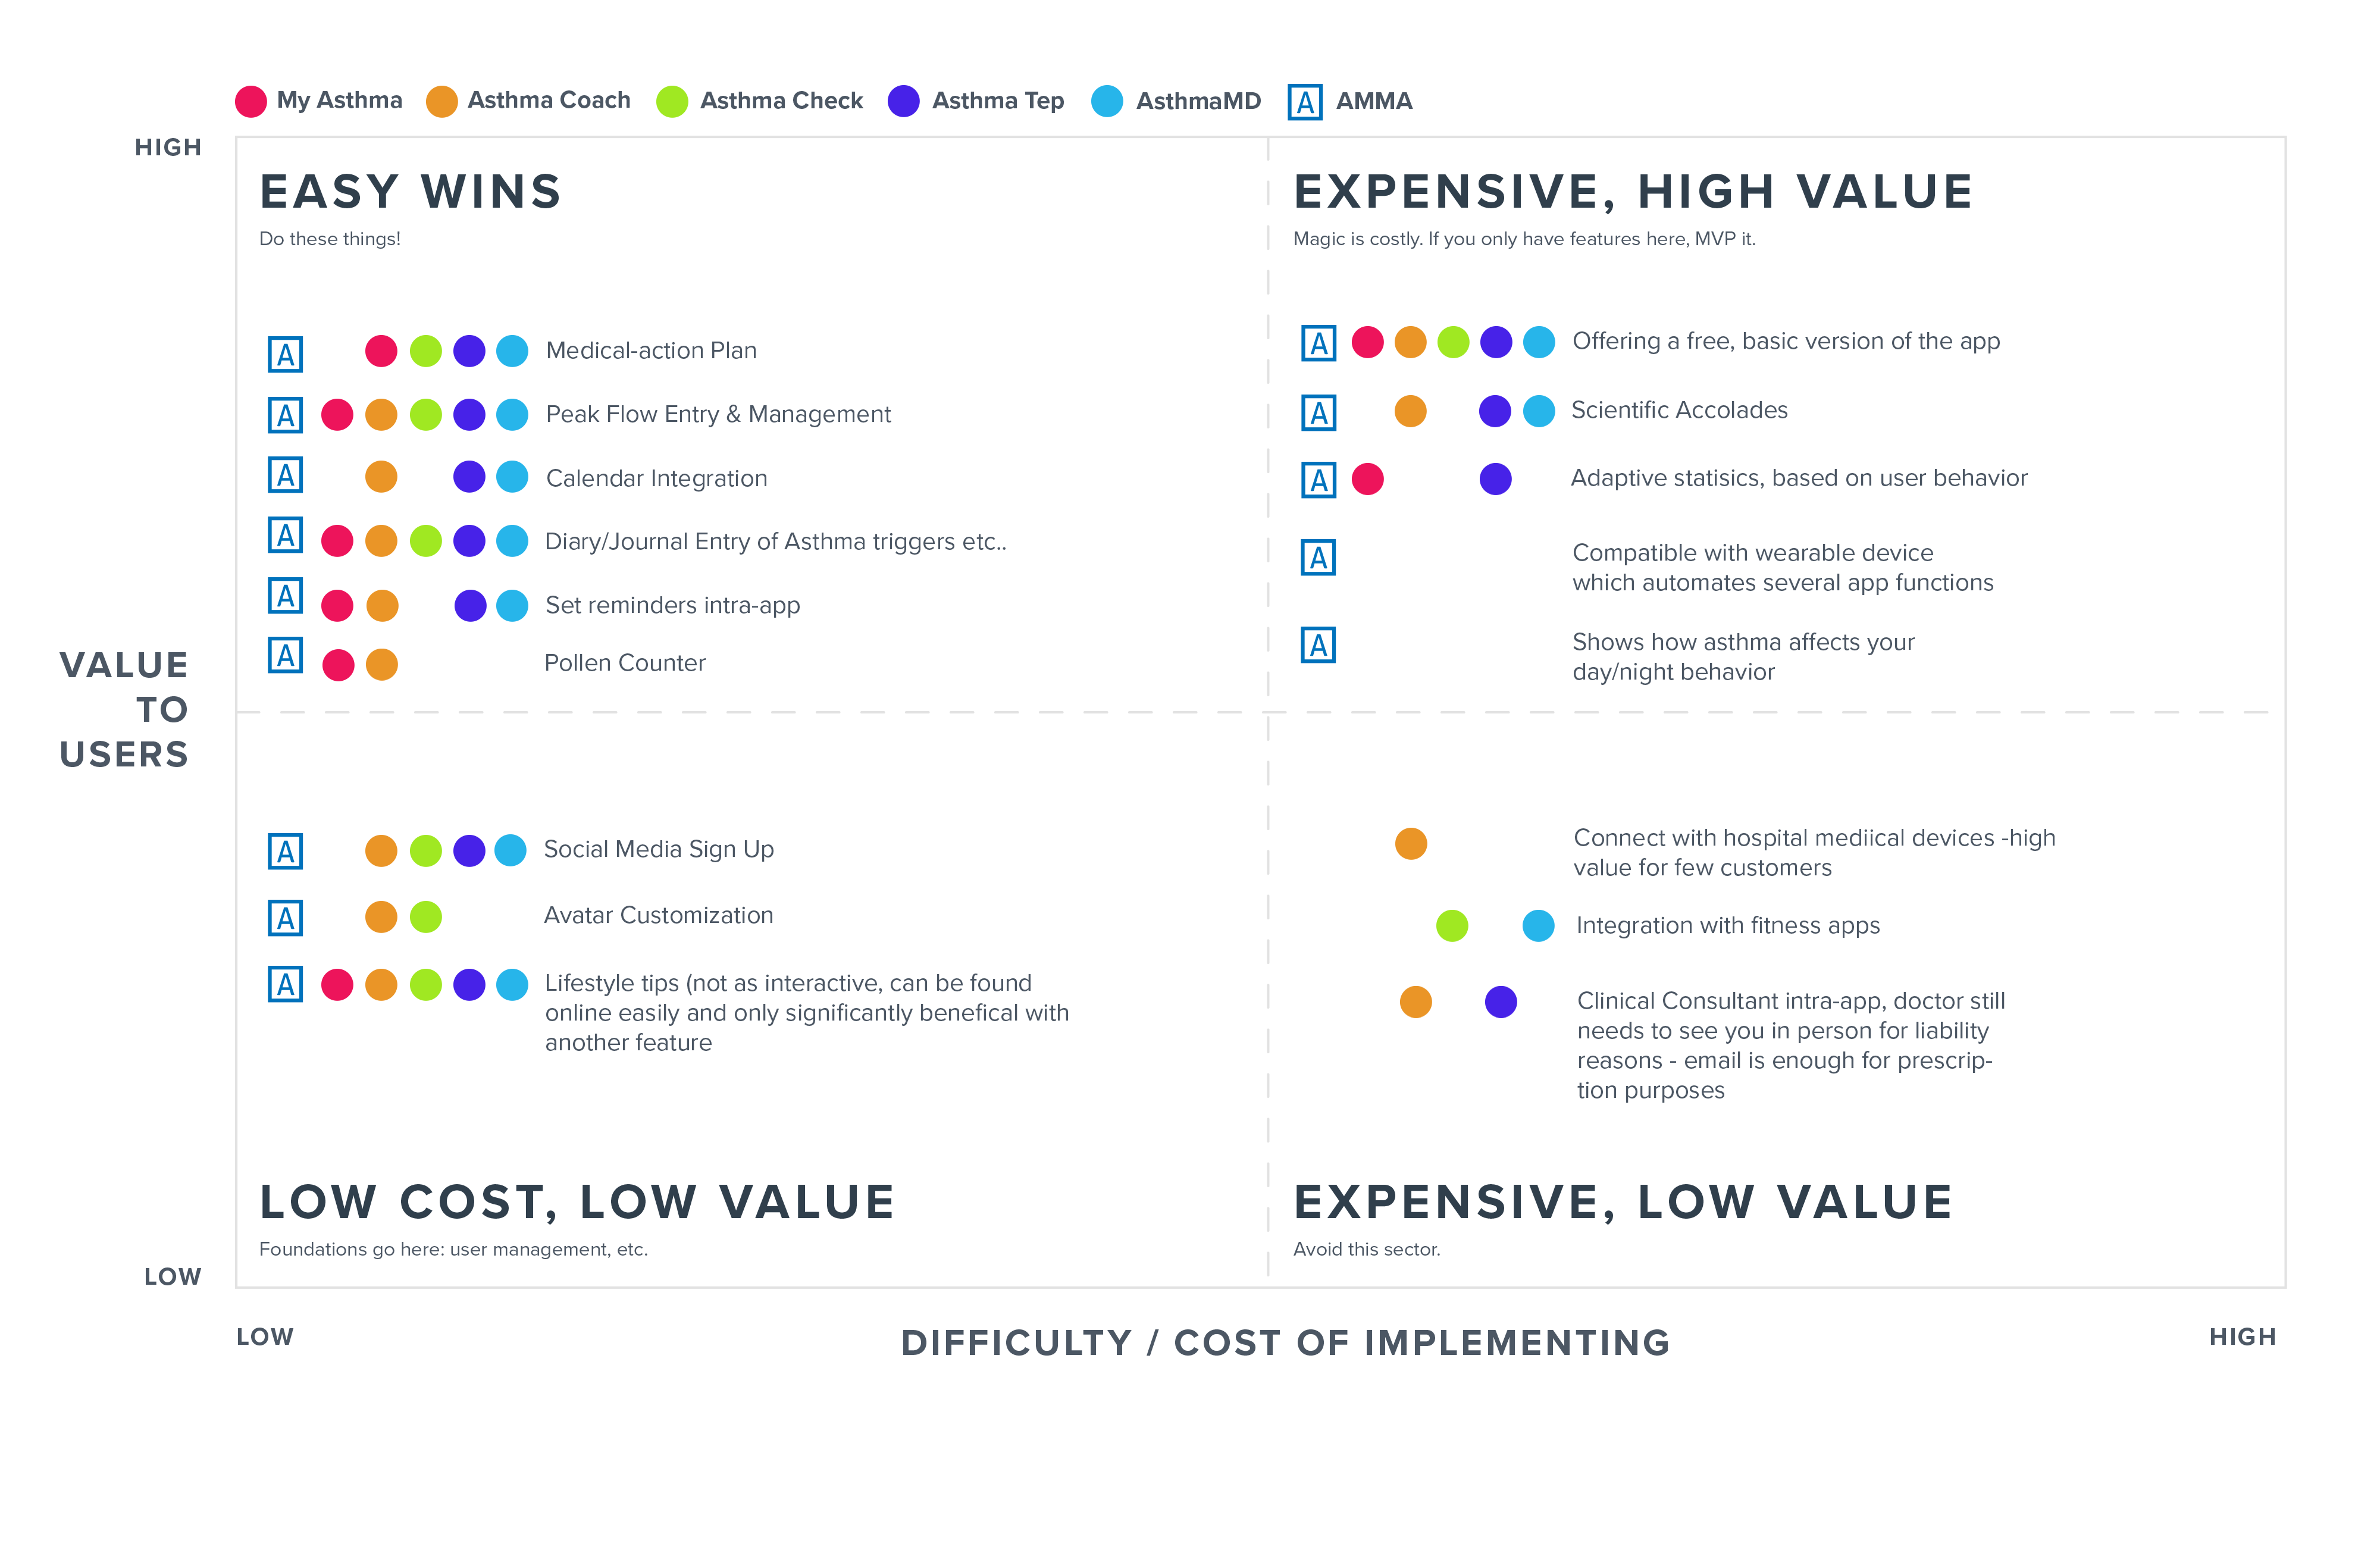 My Asthma Asthma Coach Asthma Check Asthma Tep AsthmaMD A AMMA
HIGH
EASY WINS
Do these things!
A Medical-action Plan
A Peak Flow Entry & Management
A Calendar Integration
A Diary/Journal Entry of Asthma triggers etc..
A Set reminders intra-app
A Pollen Counter
EXPENSIVE, HIGH VALUE
Magic is costly. If you only have features here, MVP it.
A Offering a free, basic version of the app
A Scientific Accolades
A Adaptive statisics, based on user behavior
A Compatible with wearable device
which automates several app functions
A Shows how asthma affects your
day/night behavior
VALUE
TO
USERS
A Social Media Sign Up
A Avatar Customization
A Lifestyle tips (not as interactive, can be found
online easily and only significantly benefical with
another feature
LOW COST, LOW VALUE
Foundations go here: user management, etc.
Connect with hospital mediical devices -high
value for few customers
Integration with fitness apps
Clinical Consultant intra-app, doctor still
needs to see you in person for liability
reasons - email is enough for prescrip-
tion purposes
EXPENSIVE, LOW VALUE
Avoid this sector.
LOW
LOW
DIFFICULTY / COST OF IMPLEMENTING
HIGH